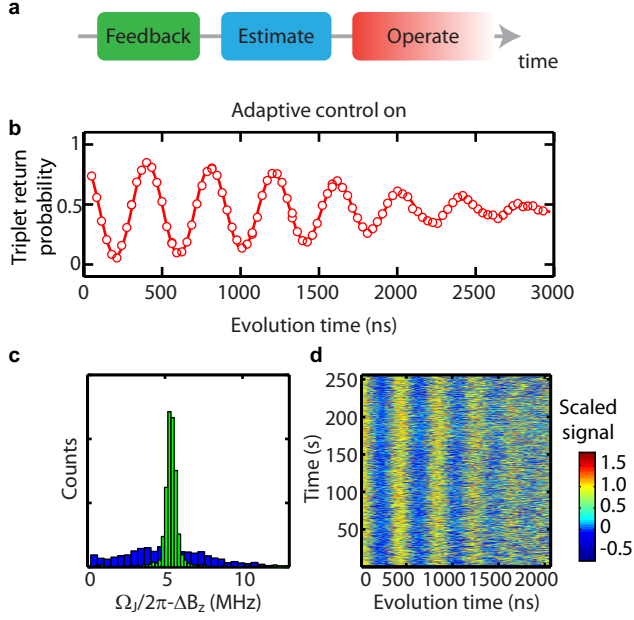 a
Feedback
Estimate
Operate
time
Adaptive control on
b
Triplet return
probability
1
0.5
0
0
500
1000
1500
2000
2500
3000
Evolution time (ns)
c
Counts
0
5
10
Ω_J/2π-ΔB_z (MHz)
d
Time (s)
250
200
150
100
50
0
500
1000
1500
2000
Evolution time (ns)
Scaled
signal
1.5
1.0
0.5
0
-0.5